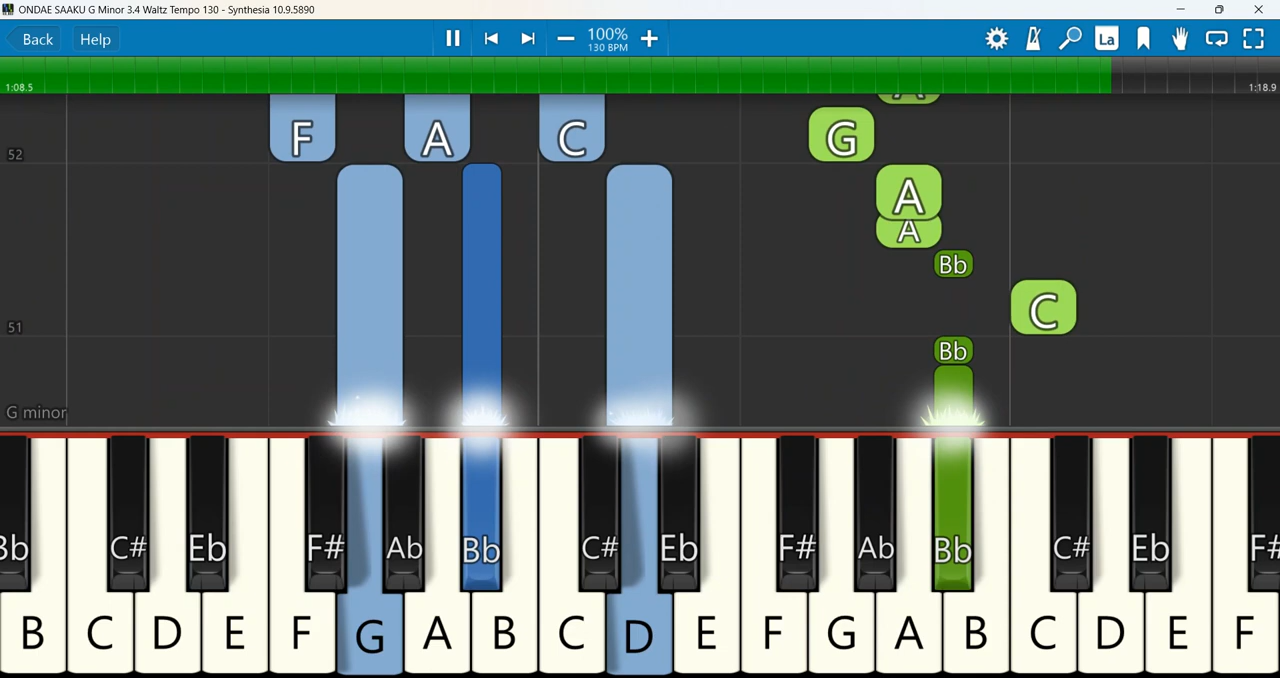 ONDAE SAAKU G Minor 3.4 Waltz Tempo 130 - Synthesia 10.9.5890
Back Help 100% La
130 BPM
1:08.5 1:18.9
A
F A C G
52
A
A
Bb
C
51
Bb
G minor
Bb C# Eb F# Ab Bb C# Eb F# Ab Bb C# Eb F#
B C D E F G A B C D E F G A B C D E F